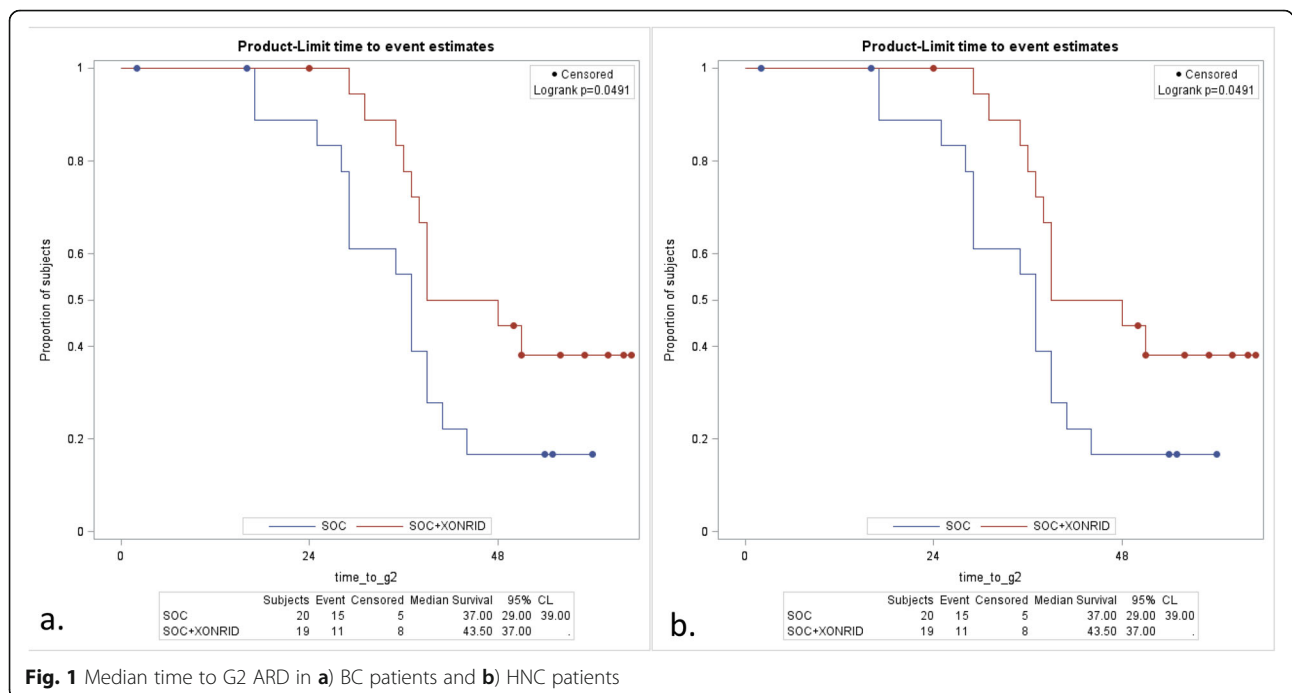 Product-Limit time to event estimates
• Censored
Logrank p=0.0491
Proportion of subjects
1
0.8
0.6
0.4
0.2
0
0 24 48
time_to_g2
SOC SOC+XONRID
Subjects Event Censored Median Survival 95% CL
SOC 20 15 5 37.00 29.00 39.00
SOC+XONRID 19 11 8 43.50 37.00 .
a.
Product-Limit time to event estimates
• Censored
Logrank p=0.0491
Proportion of subjects
1
0.8
0.6
0.4
0.2
0
0 24 48
time_to_g2
SOC SOC+XONRID
Subjects Event Censored Median Survival 95% CL
SOC 20 15 5 37.00 29.00 39.00
SOC+XONRID 19 11 8 43.50 37.00 .
b.
Fig. 1 Median time to G2 ARD in a) BC patients and b) HNC patients